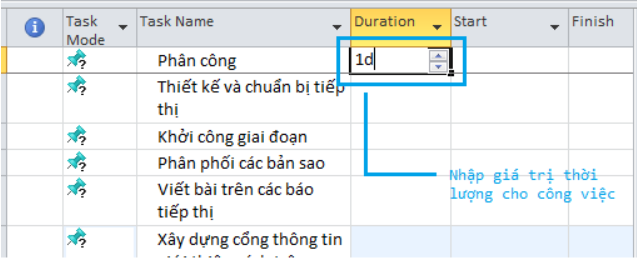 Task Mode
Task Name
Duration
Start
Finish
Phân công
1d
Thiết kế và chuẩn bị tiếp
thị
Khởi công giai đoạn
Phân phối các bản sao
Viết bài trên các báo
tiếp thị
Nhập giá trị thời
lượng cho công việc
Xây dựng cổng thông tin